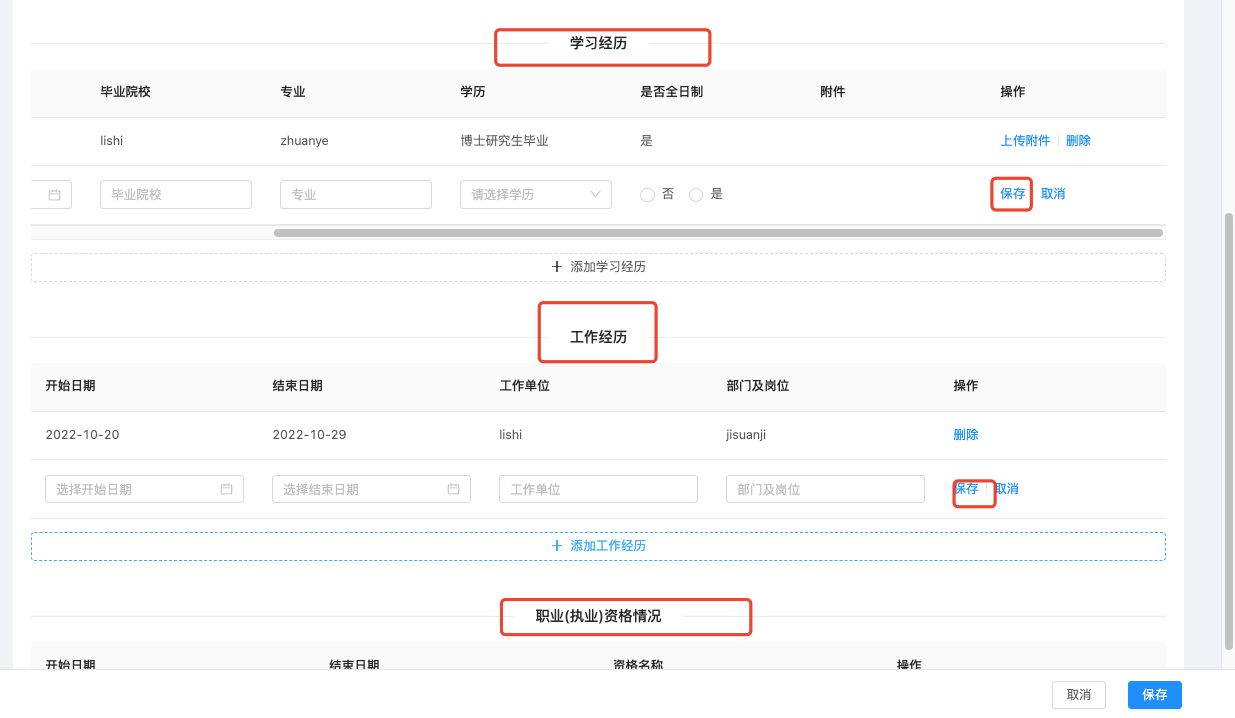 学习经历
毕业院校 专业 学历 是否全日制 附件 操作
lishi zhuanye 博士研究生毕业 是 上传附件 删除
毕业院校 专业 请选择学历 否 是 保存 取消
添加学习经历
工作经历
开始日期 结束日期 工作单位 部门及岗位 操作
2022-10-20 2022-10-29 lishi jisuanji 删除
选择开始日期 选择结束日期 工作单位 部门及岗位 保存 取消
添加工作经历
职业(执业)资格情况
开始日期 结束日期 资格名称 操作
取消 保存